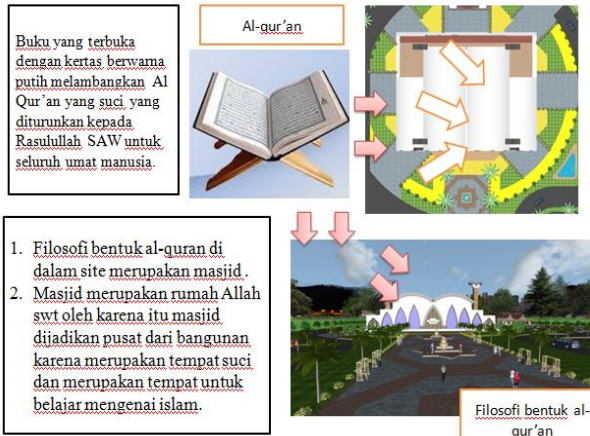 Buku yang terbuka
dengan kertas berwarna
putih melambangkan Al
Qur'an yang suci yang
diturunkan kepada
Rasulullah SAW untuk
seluruh umat manusia.
Al-qur'an
1. Filosofi bentuk al-quran di
dalam site merupakan masjid .
2. Masjid merupakan rumah Allah
swt oleh karena itu masjid
dijadikan pusat dari bangunan
karena merupakan tempat suci
dan merupakan tempat untuk
belajar mengenai islam.
Filosofi bentuk al-
qur'an